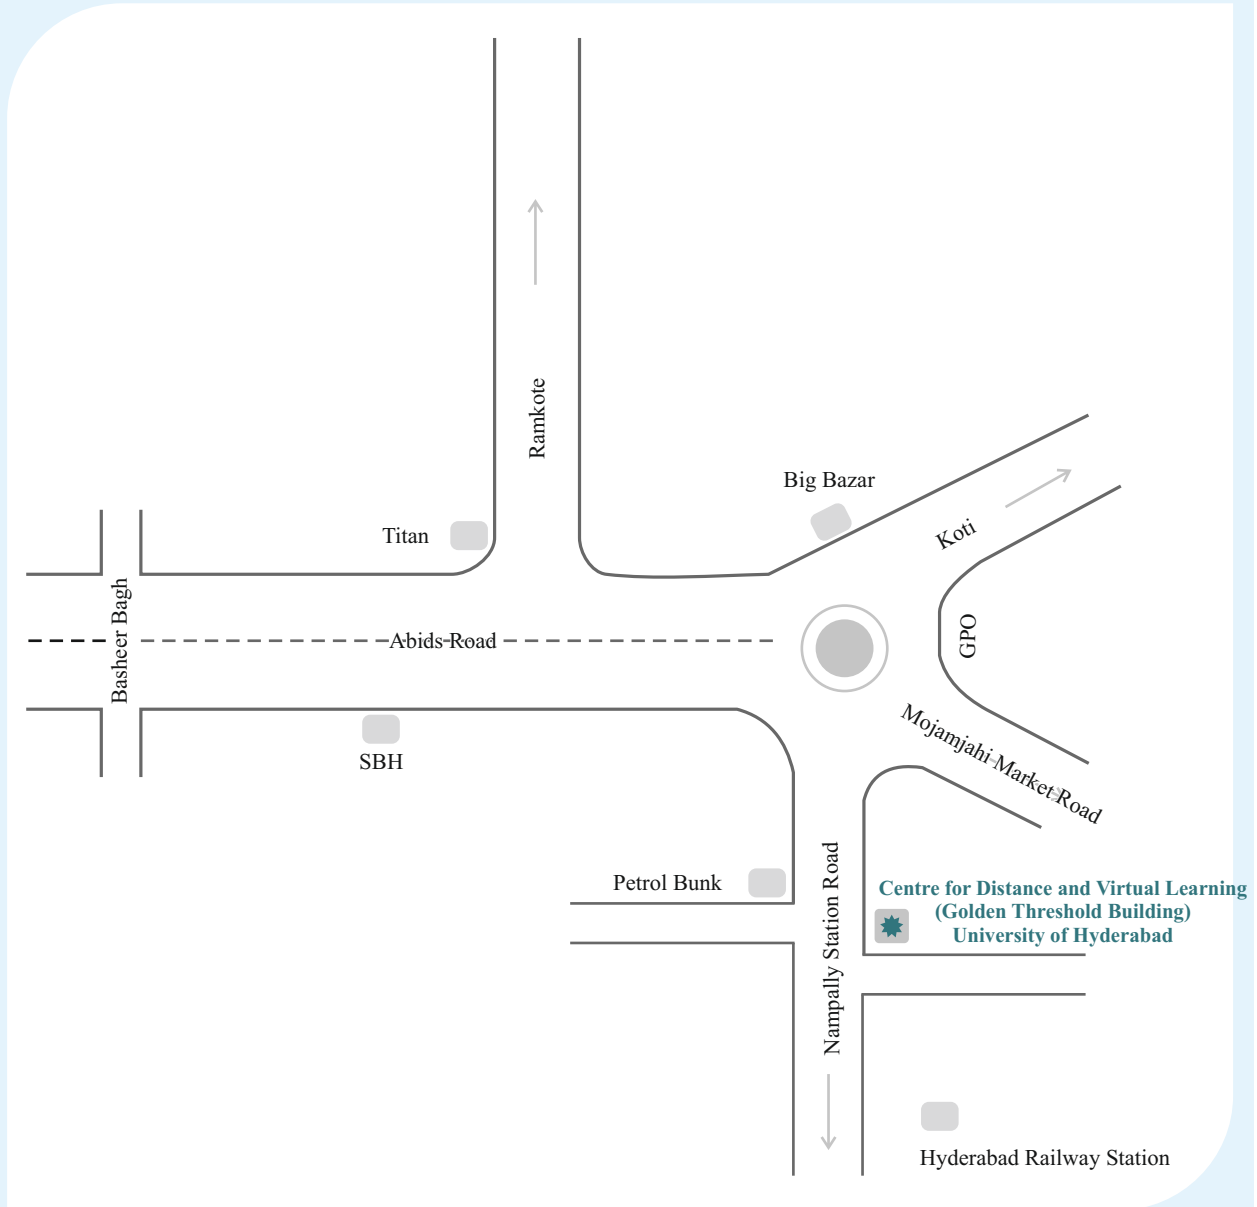 Ramkote
Big Bazar
Koti
Titan
Basheer Bagh
Abids Road
GPO
Mojamjahi Market Road
SBH
Petrol Bunk
Nampally Station Road
Centre for Distance and Virtual Learning
(Golden Threshold Building)
University of Hyderabad
Hyderabad Railway Station